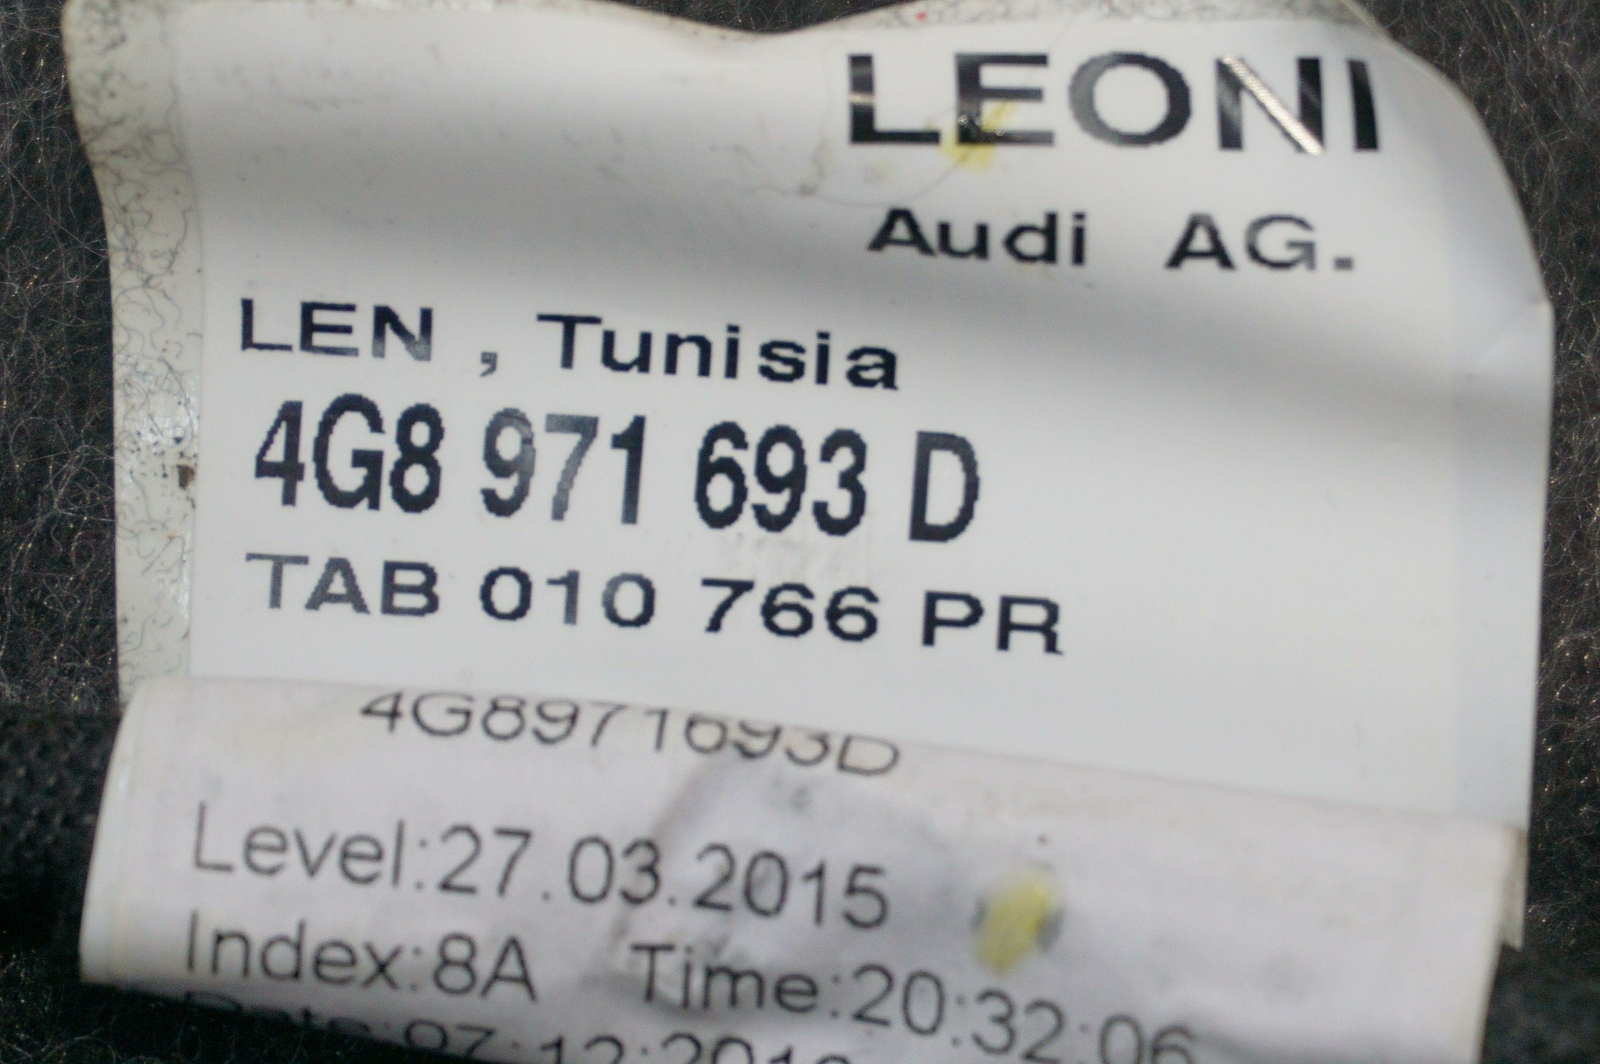 LEONI
Audi AG.
LEN , Tunisia
4G8 971 693 D
TAB 010 766 PR
4G8971693D
Level:27.03.2015
Index:8A Time:20:32:06